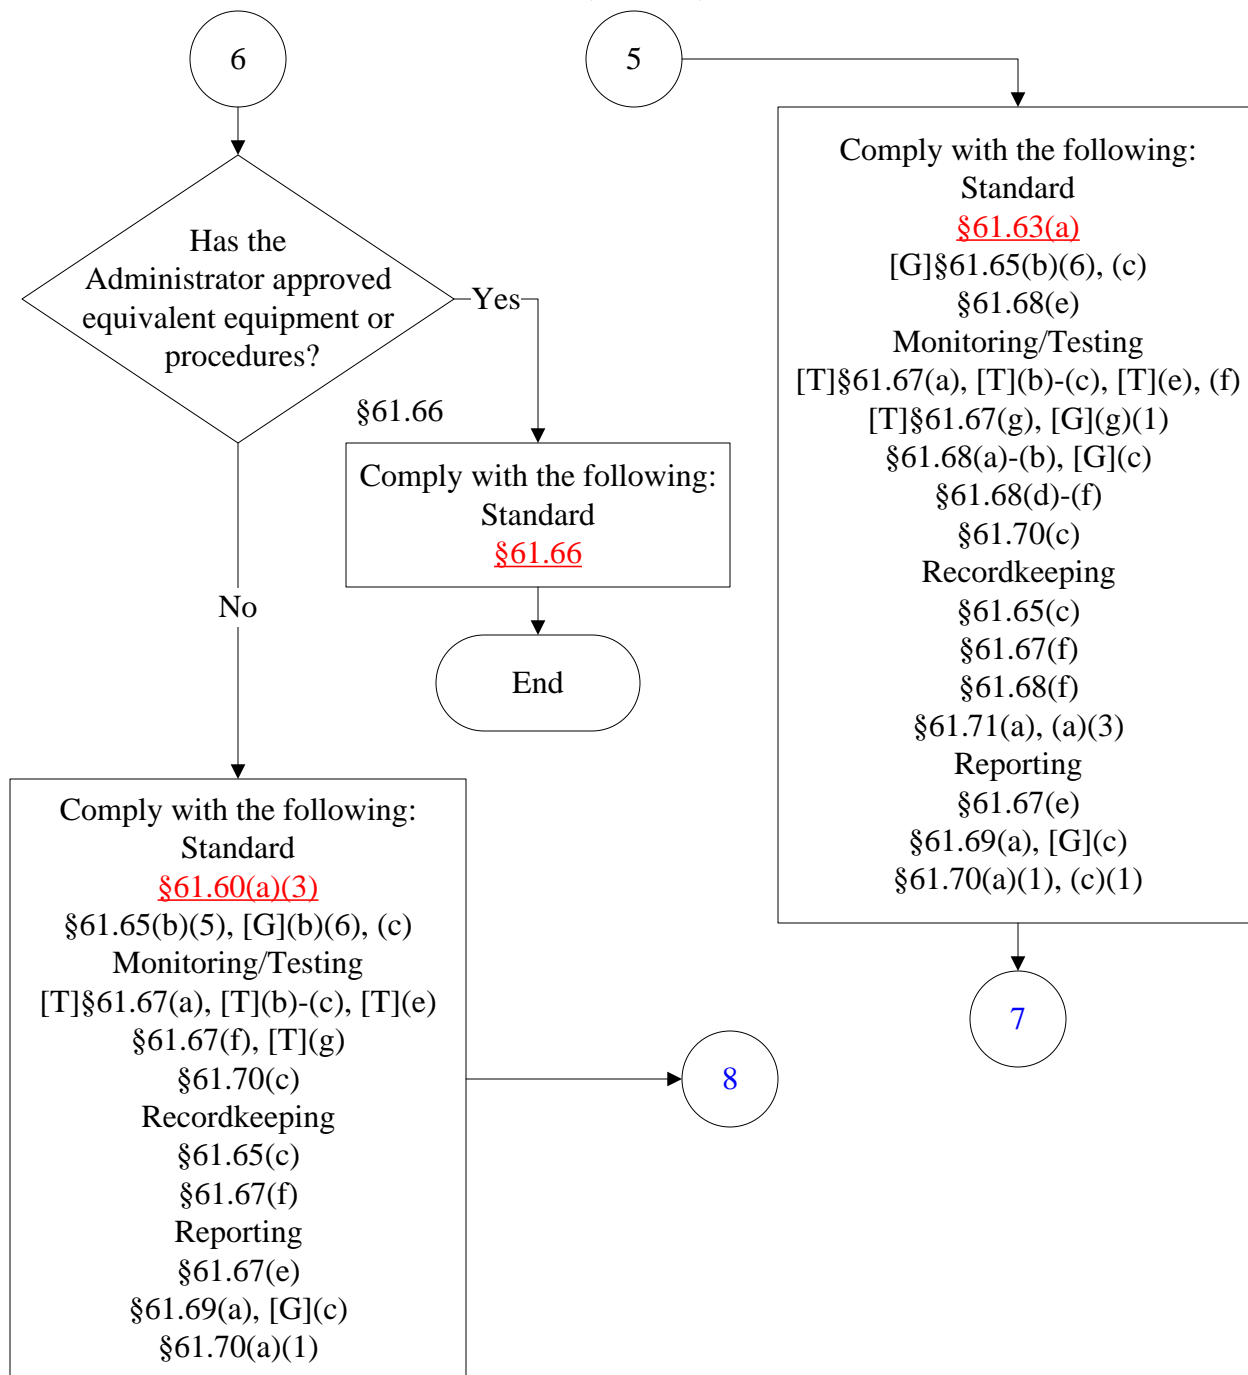 6
Has the
Administrator approved
equivalent equipment or
procedures?
Yes
§61.66
Comply with the following:
Standard
§61.66
End
No
Comply with the following:
Standard
§61.60(a)(3)
§61.65(b)(5), [G](b)(6), (c)
Monitoring/Testing
[T]§61.67(a), [T](b)-(c), [T](e)
§61.67(f), [T](g)
§61.70(c)
Recordkeeping
§61.65(c)
§61.67(f)
Reporting
§61.67(e)
§61.69(a), [G](c)
§61.70(a)(1)
8
5
Comply with the following:
Standard
§61.63(a)
[G]§61.65(b)(6), (c)
§61.68(e)
Monitoring/Testing
[T]§61.67(a), [T](b)-(c), [T](e), (f)
[T]§61.67(g), [G](g)(1)
§61.68(a)-(b), [G](c)
§61.68(d)-(f)
§61.70(c)
Recordkeeping
§61.65(c)
§61.67(f)
§61.68(f)
§61.71(a), (a)(3)
Reporting
§61.67(e)
§61.69(a), [G](c)
§61.70(a)(1), (c)(1)
7